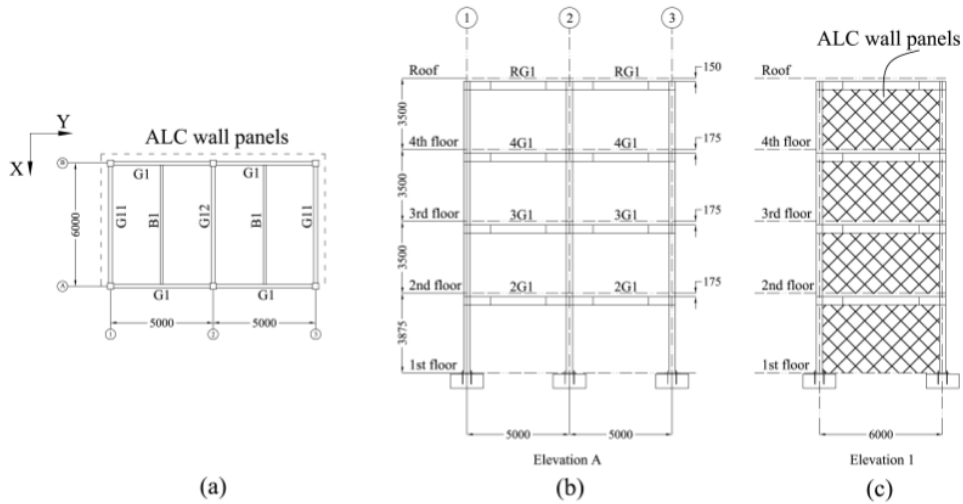 Y
X
ALC wall panels
B
G1
G1
G11
B1
G12
B1
G11
6000
A
G1
G1
5000
5000
1
2
3
(a)
1
2
3
Roof
RG1
RG1
150
3500
4th floor
4G1
4G1
175
3500
3rd floor
3G1
3G1
175
3500
2nd floor
2G1
2G1
175
3875
1st floor
5000
5000
Elevation A
(b)
ALC wall panels
Roof
4th floor
3rd floor
2nd floor
1st floor
6000
Elevation 1
(c)